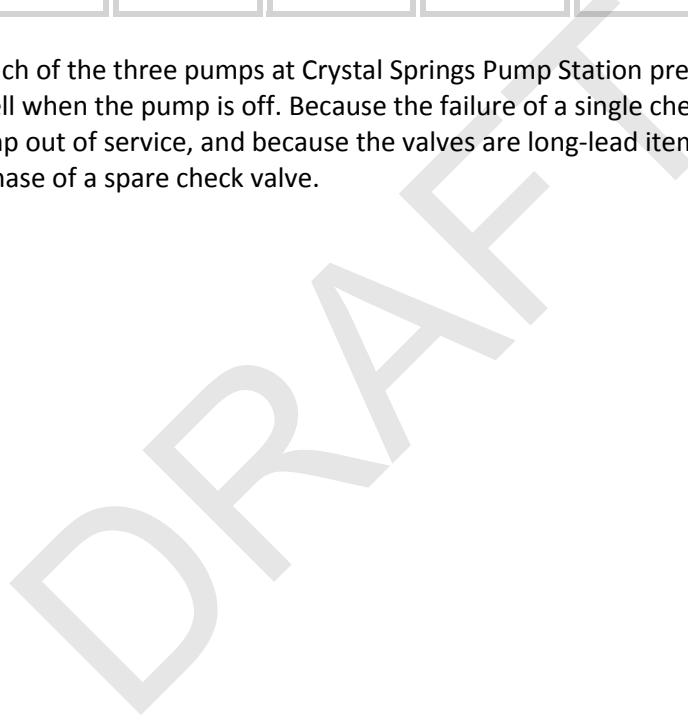 ch of the three pumps at Crystal Springs Pump Station pre
ll when the pump is off. Because the failure of a single che
p out of service, and because the valves are long-lead item
ase of a spare check valve.
DRAFT